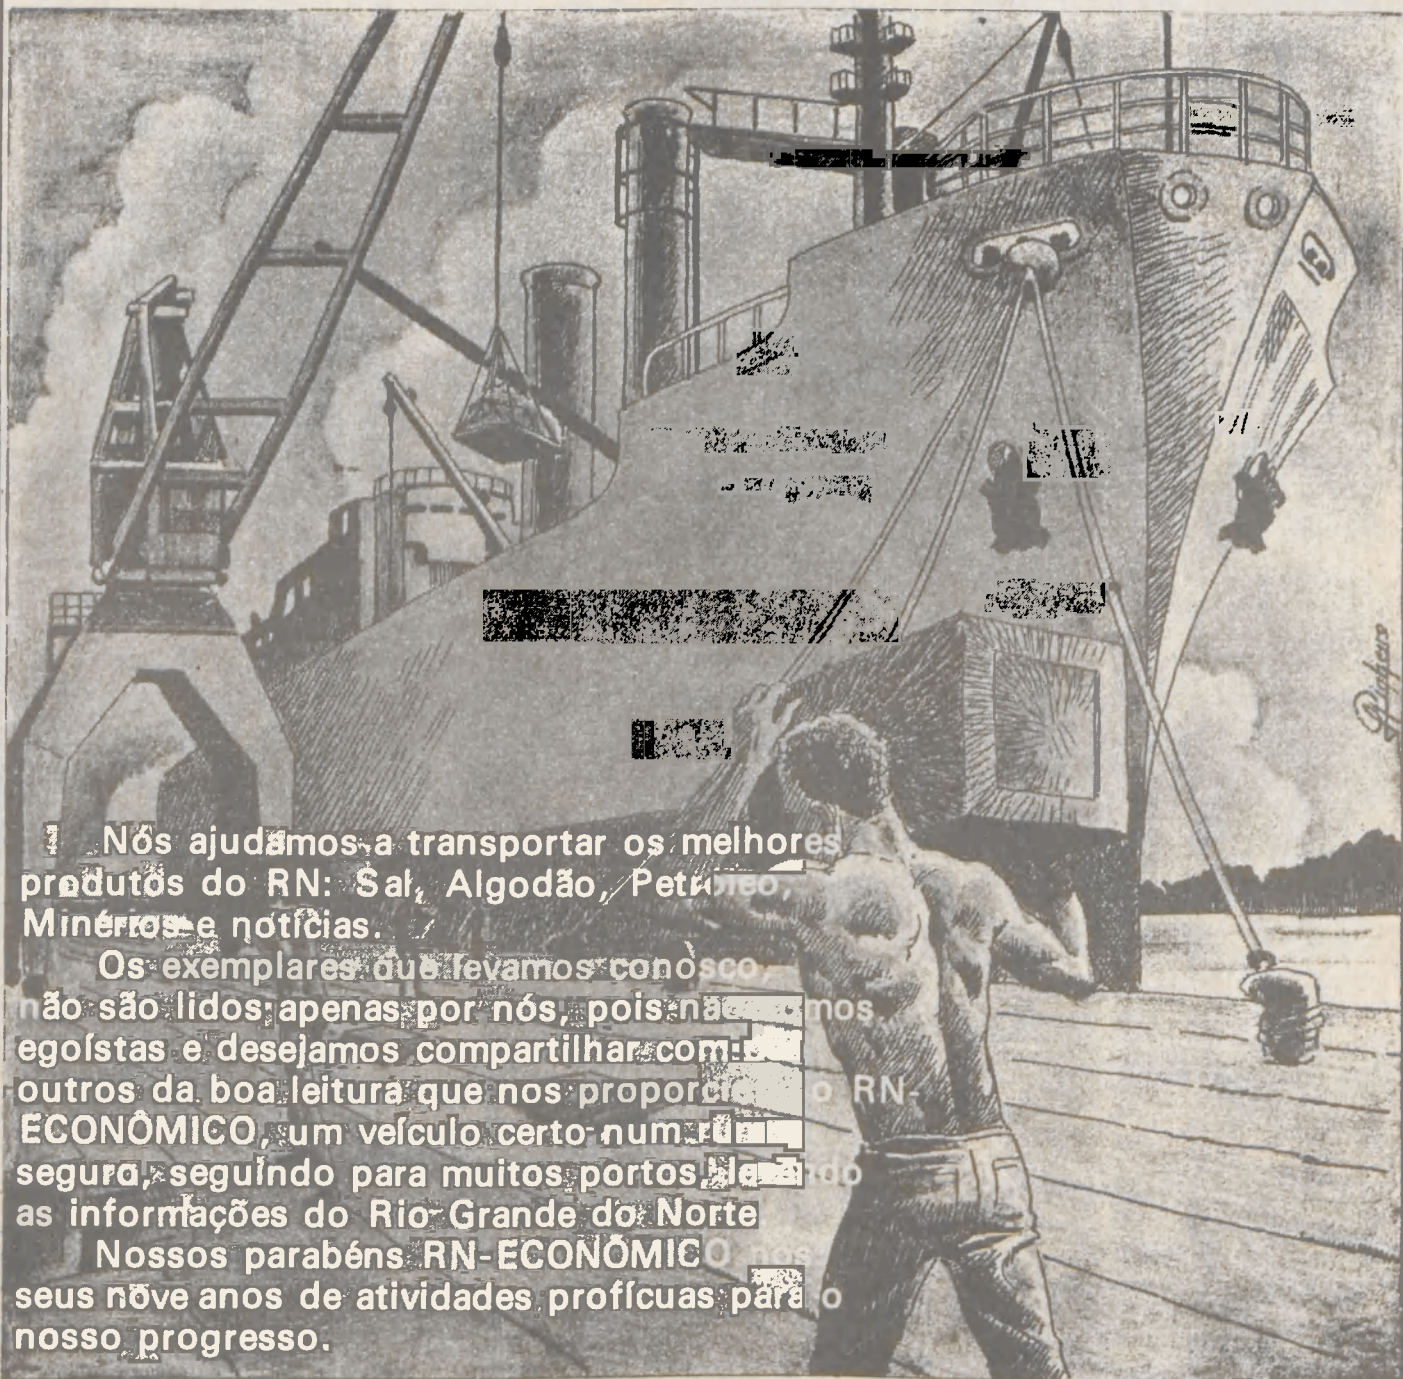 Nós ajudamos a transportar os melhores
produtos do RN: Sal, Algodão, Petróleo,
Minérios e notícias.
Os exemplares que levamos conosco,
não são lidos apenas por nós, pois não somos
egoístas e desejamos compartilhar com
outros da boa leitura que nos proporciona o RN-
ECONÔMICO, um veículo certo num
seguro, seguindo para muitos portos, levando
as informações do Rio Grande do Norte
Nossos parabéns RN-ECONÔMICO nos
seus nove anos de atividades profícuas para o
nosso progresso.